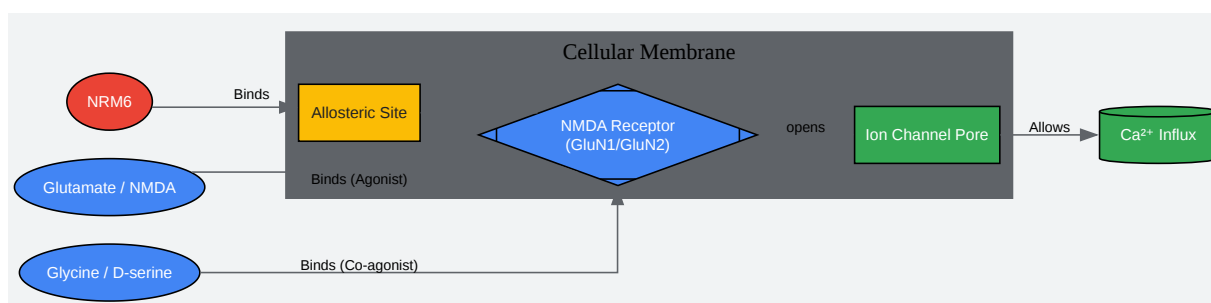 Cellular Membrane
NRM6
Binds
Allosteric Site
NMDA Receptor
(GluN1/GluN2)
opens
Ion Channel Pore
Allows
Ca²⁺ Influx
Glutamate / NMDA
Binds (Agonist)
Glycine / D-serine
Binds (Co-agonist)